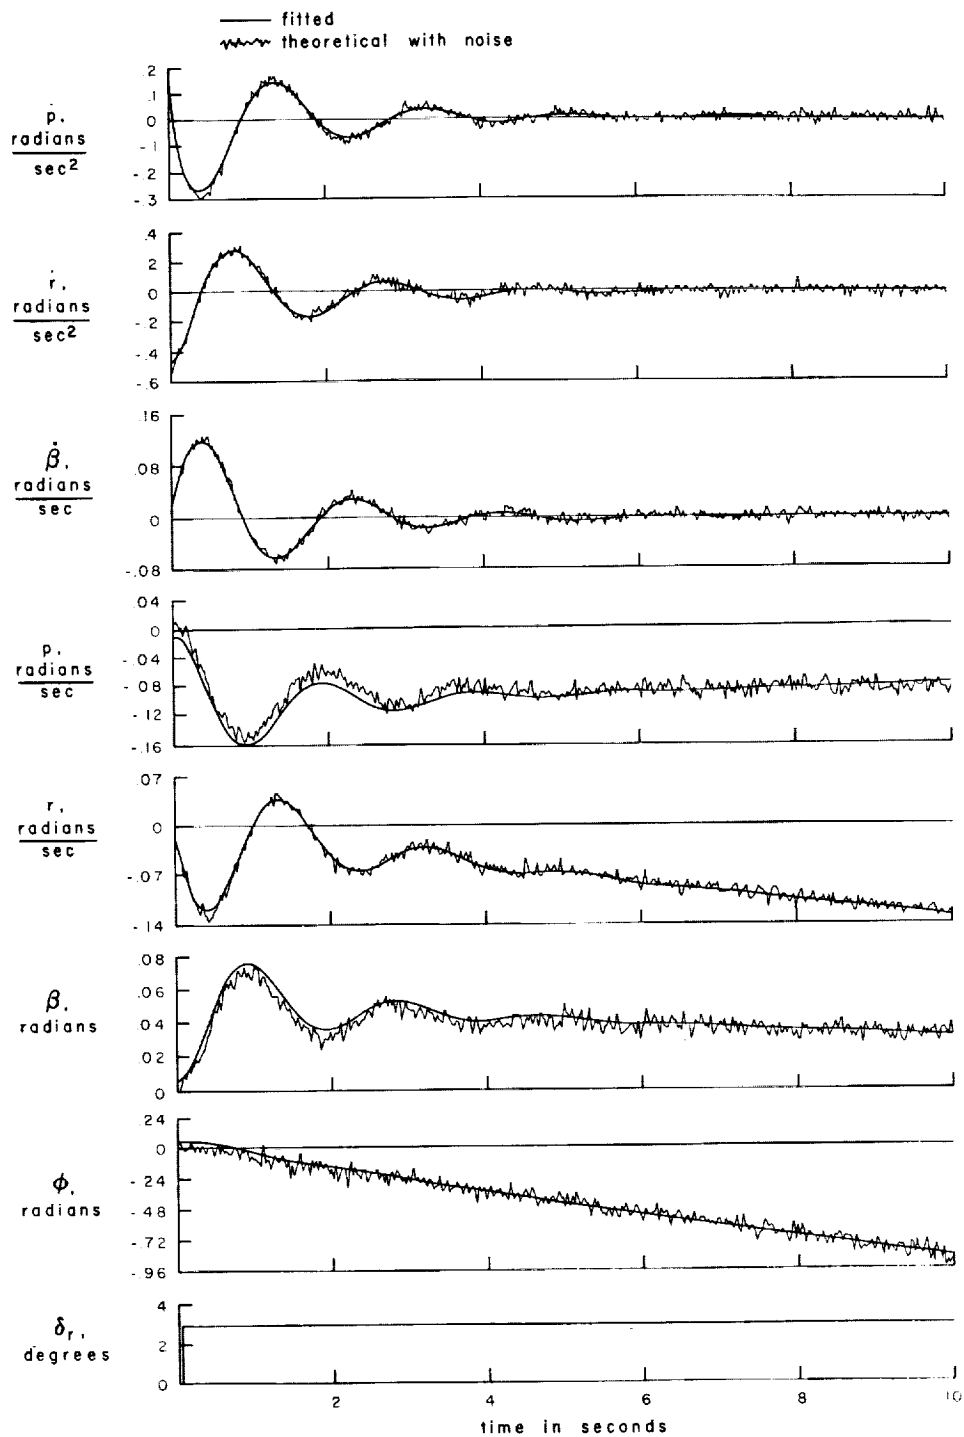 fitted
theoretical with noise
ṗ,
radians
sec2
.2
.1
0
-.1
-.2
-.3
ṙ,
radians
sec2
.4
.2
0
-.2
-.4
-.6
β̇,
radians
sec
.16
.08
0
-.08
p,
radians
sec
.04
0
-.04
-.08
-.12
-.16
r,
radians
sec
.07
0
-.07
-.14
β,
radians
.08
.06
.04
.02
0
φ,
radians
.24
0
-.24
-.48
-.72
-.96
δr,
degrees
4
2
0
2 4 6 8 10
time in seconds